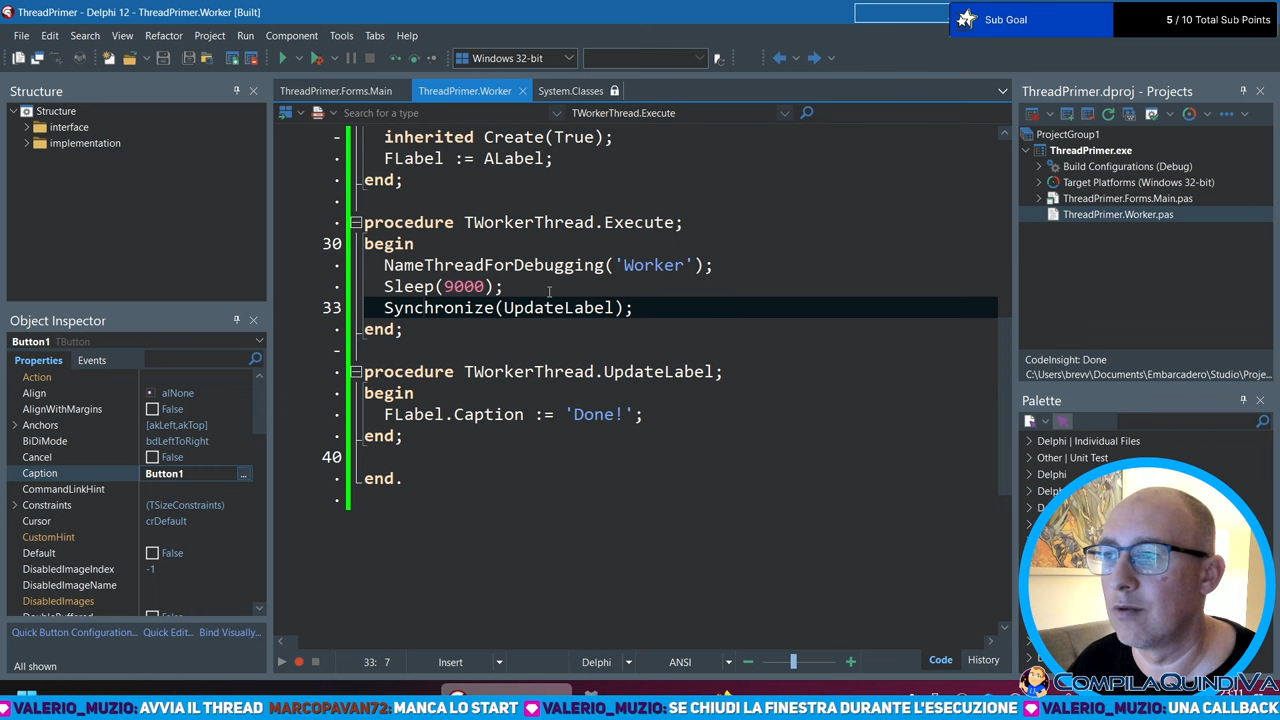 ThreadPrimer - Delphi 12 - ThreadPrimer.Worker [Built]
Sub Goal
5 / 10 Total Sub Points
File Edit Search View Refactor Project Run Component Tools Tabs Help
Windows 32-bit
Structure
ThreadPrimer.Forms.Main
ThreadPrimer.Worker
System.Classes
ThreadPrimer.dproj - Projects
Structure
interface
implementation
Search for a type
TWorkerThread.Execute
ProjectGroup1
ThreadPrimer.exe
Build Configurations (Debug)
Target Platforms (Windows 32-bit)
ThreadPrimer.Forms.Main.pas
ThreadPrimer.Worker.pas
inherited Create(True);
FLabel := ALabel;
end;
procedure TWorkerThread.Execute;
30 begin
NameThreadForDebugging('Worker');
Sleep(9000);
33 Synchronize(UpdateLabel);
end;
procedure TWorkerThread.UpdateLabel;
begin
FLabel.Caption := 'Done!';
end;
40
end.
Object Inspector
Button1 TButton
Properties Events
Action
Align alNone
AlignWithMargins False
Anchors [akLeft,akTop]
BiDiMode bdLeftToRight
Cancel False
Caption Button1 ...
CommandLinkHint
Constraints (TSizeConstraints)
Cursor crDefault
CustomHint
Default False
DisabledImageIndex -1
DisabledImageName
DisabledImages
Quick Button Configuration... Quick Edit... Bind Visually...
All shown
CodeInsight: Done
C:\Users\brevv\Documents\Embarcadero\Studio\Proje...
Palette
Delphi | Individual Files
Other | Unit Test
Delphi
33: 7
Insert
Delphi
ANSI
Code
History
COMPILAQUINDIVA
VALERIO_MUZIO: AVVIA IL THREAD MARCOPAVAN72: MANCA LO START VALERIO_MUZIO: SE CHIUDI LA FINESTRA DURANTE L'ESECUZIONE VALERIO_MUZIO: UNA CALLBACK